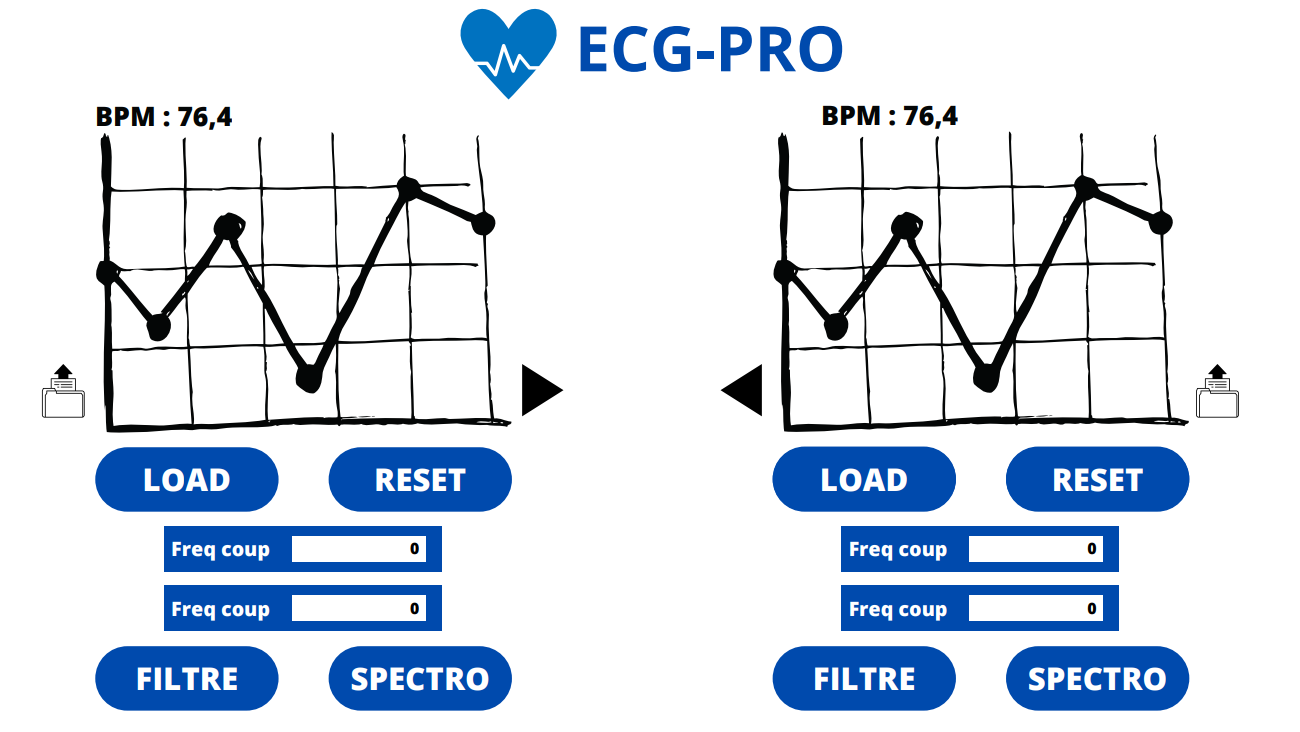 ECG-PRO
BPM : 76,4
BPM : 76,4
LOAD
RESET
LOAD
RESET
Freq coup 0
Freq coup 0
Freq coup 0
Freq coup 0
FILTRE
SPECTRO
FILTRE
SPECTRO